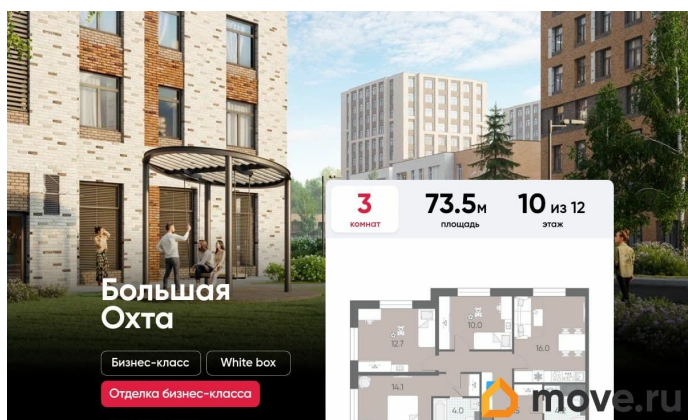 3
комнат
73.5м
площадь
10 из 12
этаж
Большая
Охта
Бизнес-класс
White box
Отделка бизнес-класса
12.7
10.0
16.0
14.1
4.0
move.ru